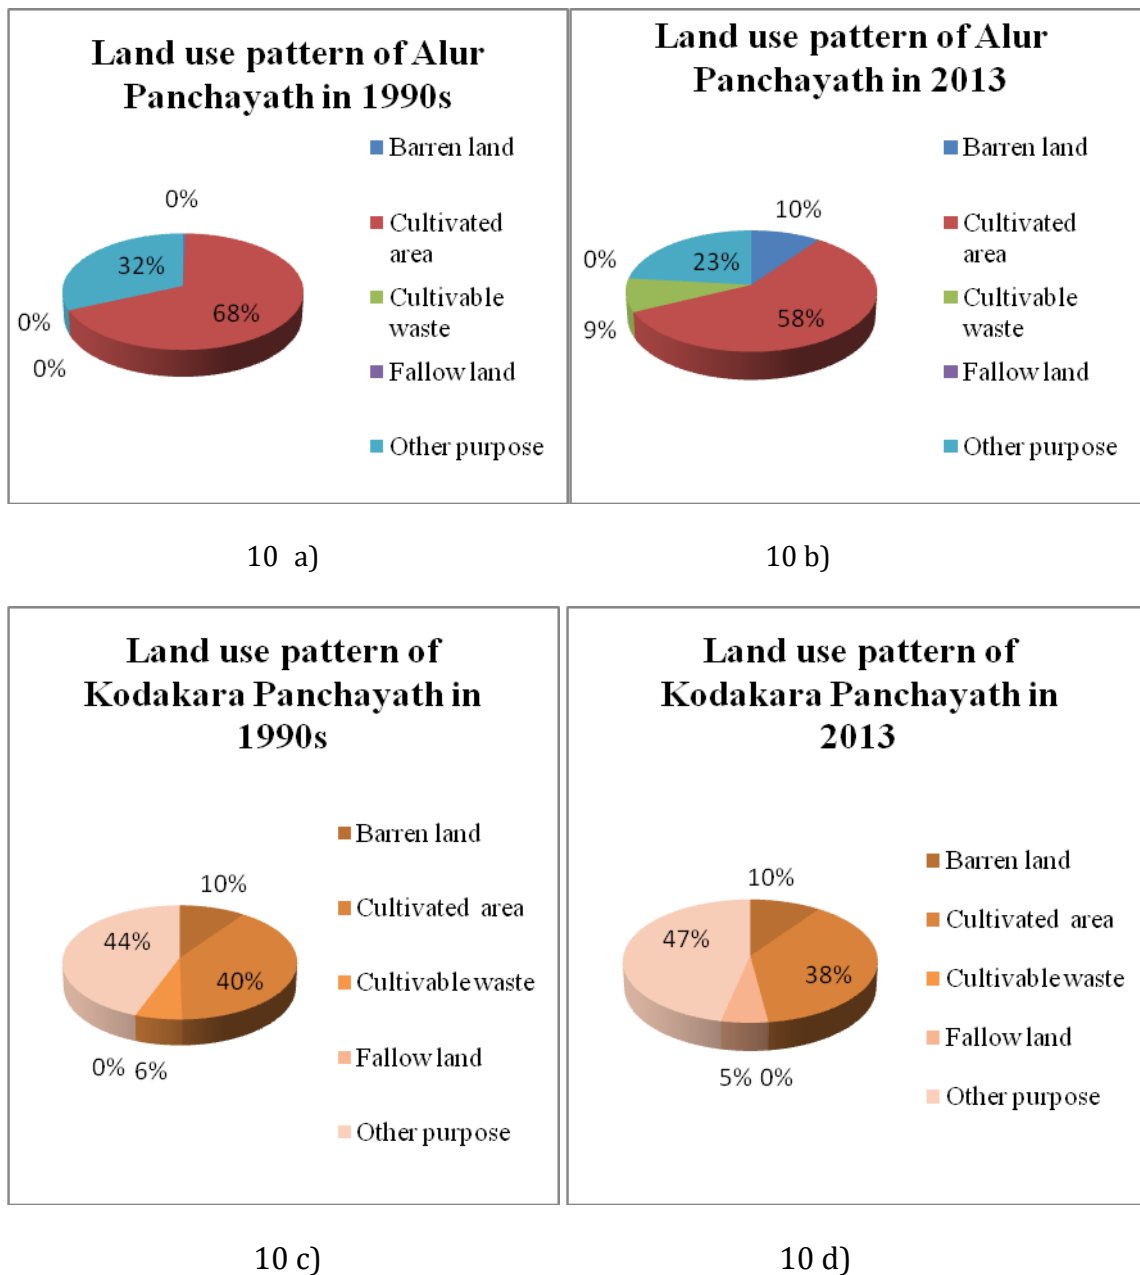 Land use pattern of Alur
Panchayath in 1990s
Barren land
Cultivated
area
Cultivable
waste
Fallow land
Other purpose
0%
32%
68%
0%
0%
Land use pattern of Alur
Panchayath in 2013
Barren land
Cultivated
area
Cultivable
waste
Fallow land
Other purpose
10%
0%
23%
9%
58%
10 a)
10 b)
Land use pattern of
Kodakara Panchayath in
1990s
Barren land
Cultivated area
Cultivable waste
Fallow land
Other purpose
10%
44%
40%
0%
6%
Land use pattern of
Kodakara Panchayath in
2013
Barren land
Cultivated area
Cultivable waste
Fallow land
Other purpose
10%
47%
38%
5%
0%
10 c)
10 d)